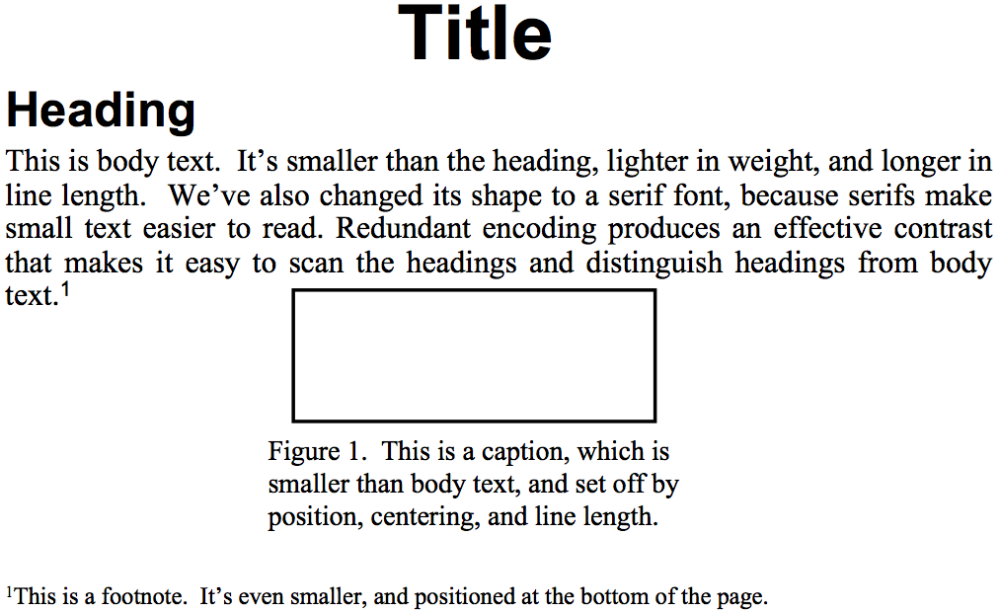 Title
Heading
This is body text.  It’s smaller than the heading, lighter in weight, and longer in
line length.  We’ve also changed its shape to a serif font, because serifs make
small text easier to read. Redundant encoding produces an effective contrast
that makes it easy to scan the headings and distinguish headings from body
text.¹
Figure 1.  This is a caption, which is
smaller than body text, and set off by
position, centering, and line length.
¹This is a footnote.  It’s even smaller, and positioned at the bottom of the page.